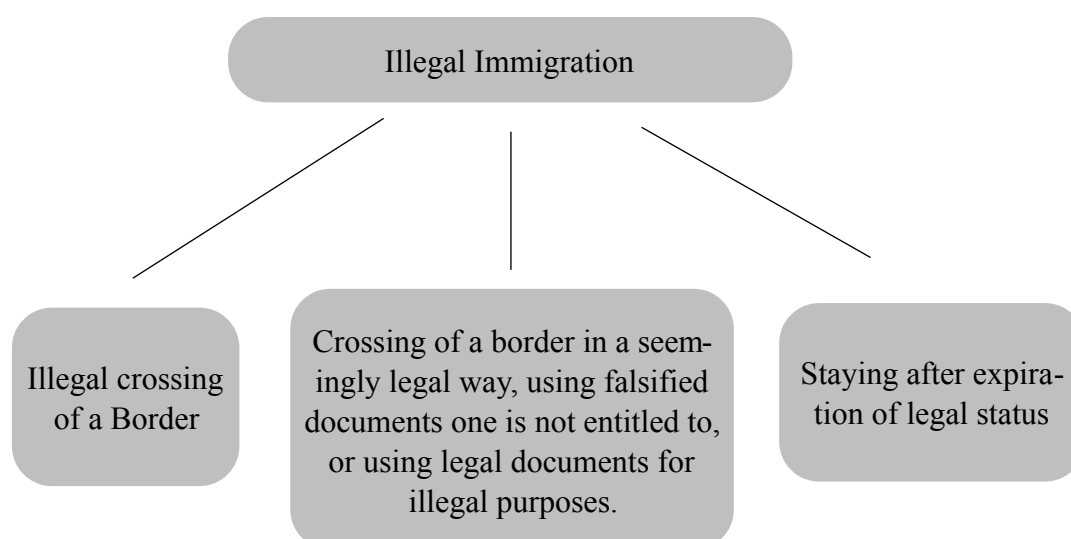 Illegal Immigration
Illegal crossing
of a Border
Crossing of a border in a seem-
ingly legal way, using falsified
documents one is not entitled to,
or using legal documents for
illegal purposes.
Staying after expira-
tion of legal status